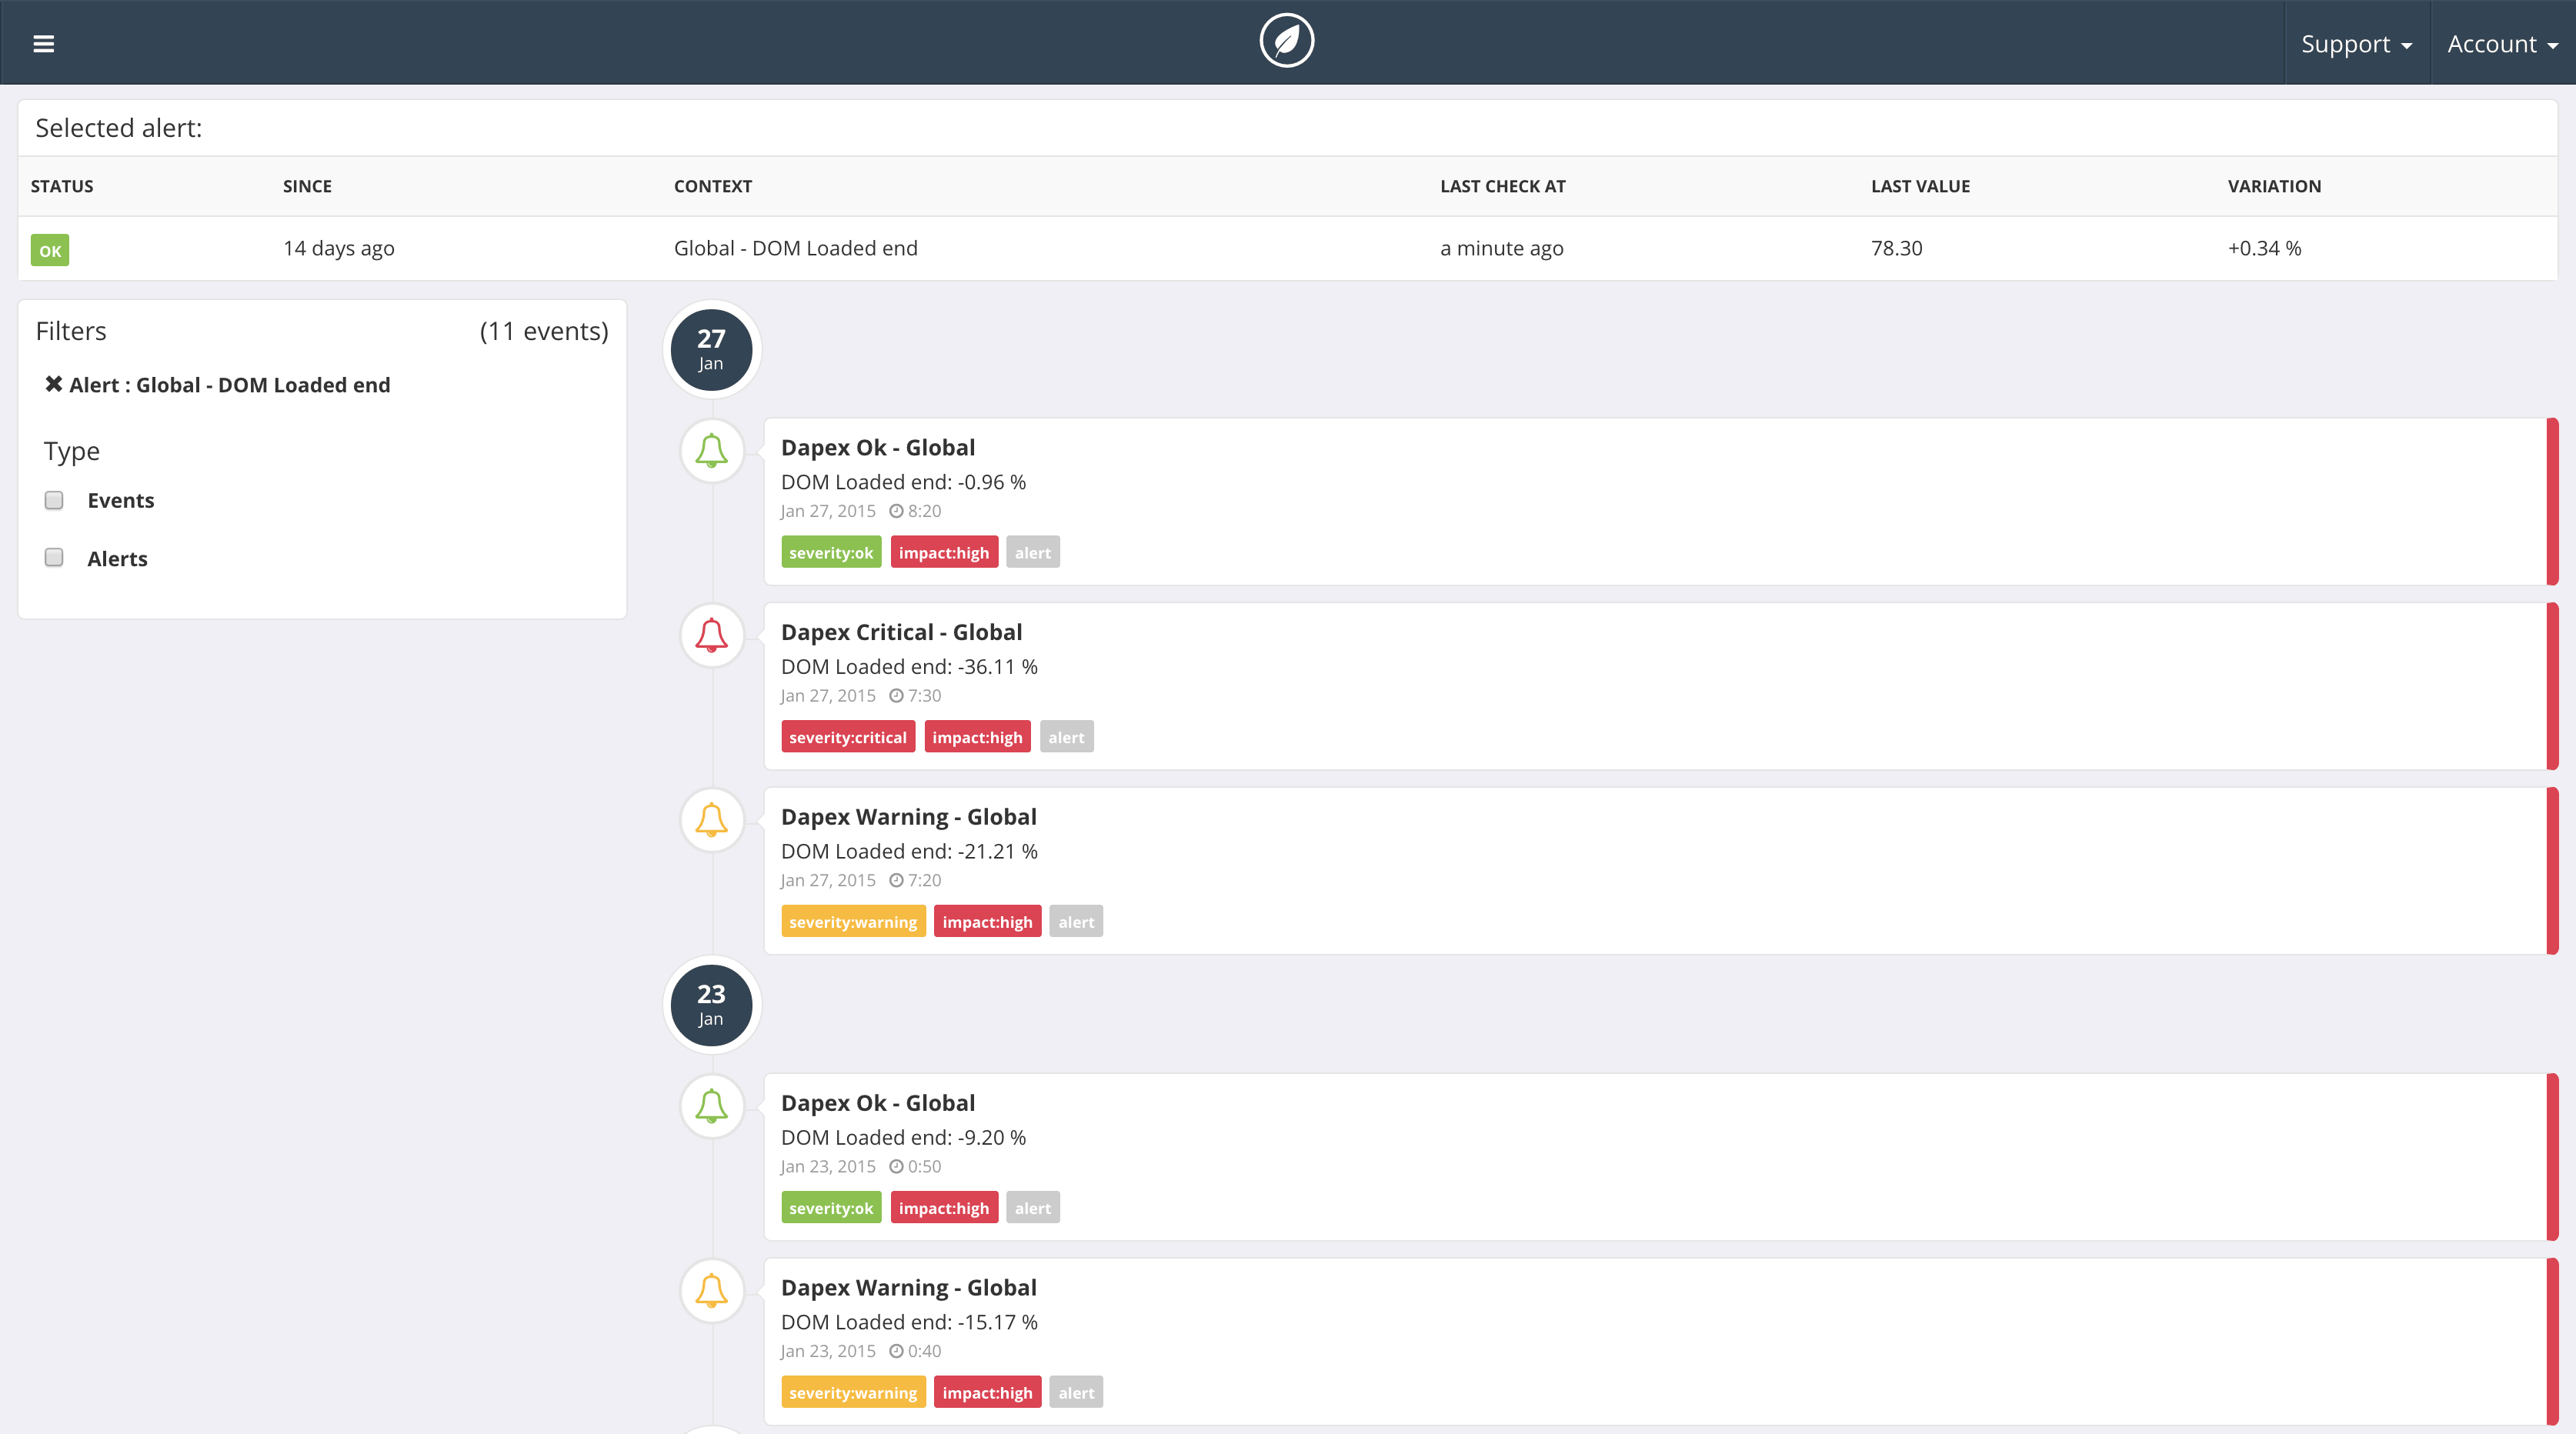 Support
Account
Selected alert:
STATUS SINCE CONTEXT LAST CHECK AT LAST VALUE VARIATION
OK 14 days ago Global - DOM Loaded end a minute ago 78.30 +0.34 %
Filters (11 events)
Alert : Global - DOM Loaded end
Type
Events
Alerts
27
Jan
Dapex Ok - Global
DOM Loaded end: -0.96 %
Jan 27, 2015 8:20
severity:ok impact:high alert
Dapex Critical - Global
DOM Loaded end: -36.11 %
Jan 27, 2015 7:30
severity:critical impact:high alert
Dapex Warning - Global
DOM Loaded end: -21.21 %
Jan 27, 2015 7:20
severity:warning impact:high alert
23
Jan
Dapex Ok - Global
DOM Loaded end: -9.20 %
Jan 23, 2015 0:50
severity:ok impact:high alert
Dapex Warning - Global
DOM Loaded end: -15.17 %
Jan 23, 2015 0:40
severity:warning impact:high alert